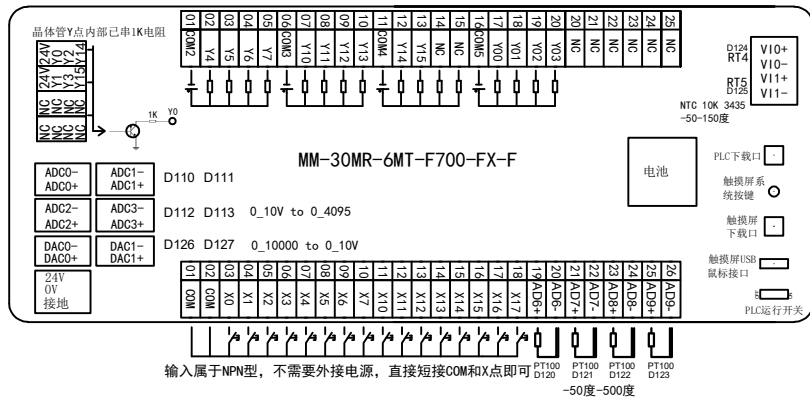 晶体管Y点内部已串1K电阻
24V Y0 Y2 Y14
24V Y1 Y3 Y15
NC NC NC NC
NC NC NC NC
1K Y0
01 02 03 04 05 06 07 08 09 10 11 12 13 14 15 16 17 18 19 20 20 21 22 23 24 25
COM2 Y4 Y5 Y6 Y7 COM3 Y10 Y11 Y12 Y13 COM4 Y14 Y15 NC NC COM5 Y00 Y01 Y02 Y03 NC NC NC NC NC NC
D124
RT4
RT5
D125
VI0+
VI0-
VI1+
VI1-
NTC 10K 3435
-50-150度
MM-30MR-6MT-F700-FX-F
电池
PLC下载口
触摸屏系
统按键
触摸屏
下载口
触摸屏USB
鼠标接口
PLC运行开关
ADC0- ADC1-
ADC0+ ADC1+
D110 D111
ADC2- ADC3-
ADC2+ ADC3+
D112 D113 0_10V to 0_4095
DAC0- DAC1-
DAC0+ DAC1+
D126 D127 0_10000 to 0_10V
24V
0V
接地
01 02 03 04 05 06 07 08 09 10 11 12 13 14 15 16 17 18 19 20 21 22 23 24 25 26
COM COM X0 X1 X2 X3 X4 X5 X6 X7 X10 X11 X12 X13 X14 X15 X16 X17 AD6+ AD6- AD7+ AD7- AD8+ AD8- AD9+ AD9-
输入属于NPN型，不需要外接电源，直接短接COM和X点即可
PT100 PT100 PT100 PT100
D120 D121 D122 D123
-50度-500度